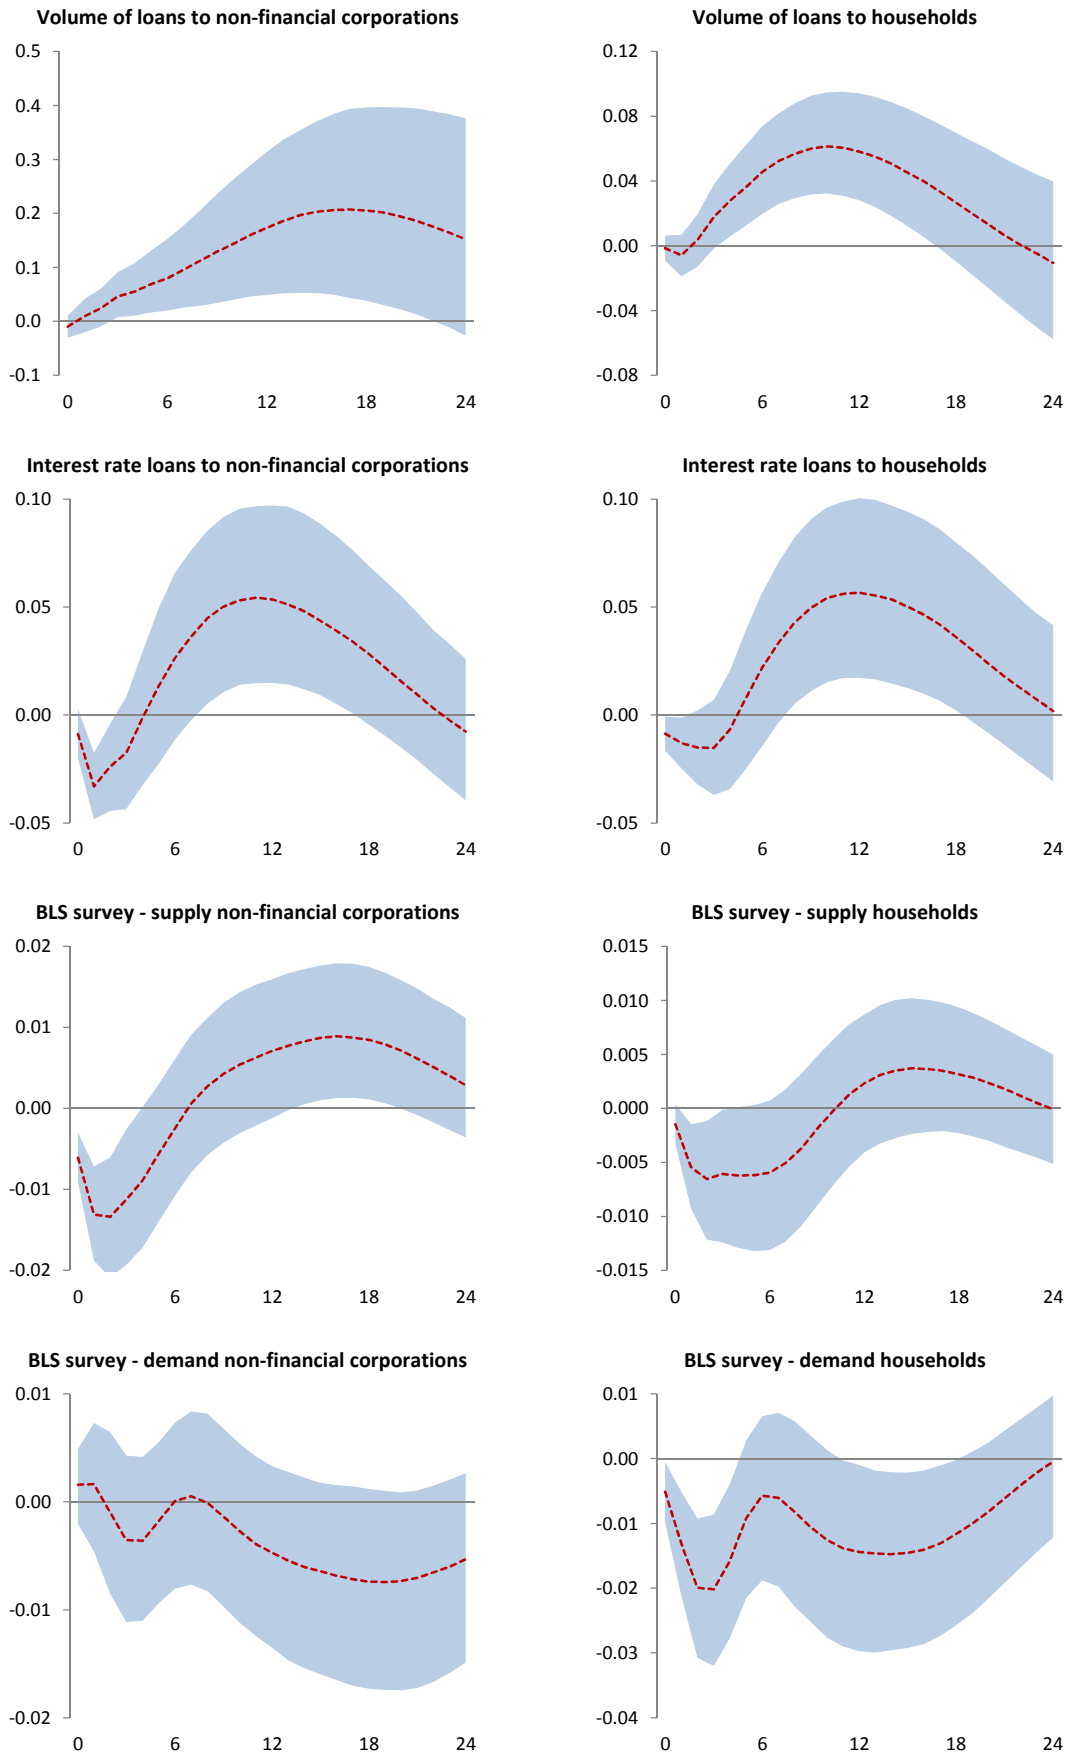 Volume of loans to non-financial corporations
0.5
0.4
0.3
0.2
0.1
0.0
-0.1
0 6 12 18 24
Volume of loans to households
0.12
0.08
0.04
0.00
-0.04
-0.08
0 6 12 18 24
Interest rate loans to non-financial corporations
0.10
0.05
0.00
-0.05
0 6 12 18 24
Interest rate loans to households
0.10
0.05
0.00
-0.05
0 6 12 18 24
BLS survey - supply non-financial corporations
0.02
0.01
0.00
-0.01
-0.02
0 6 12 18 24
BLS survey - supply households
0.015
0.010
0.005
0.000
-0.005
-0.010
-0.015
0 6 12 18 24
BLS survey - demand non-financial corporations
0.01
0.00
-0.01
-0.02
0 6 12 18 24
BLS survey - demand households
0.01
0.00
-0.01
-0.02
-0.03
-0.04
0 6 12 18 24